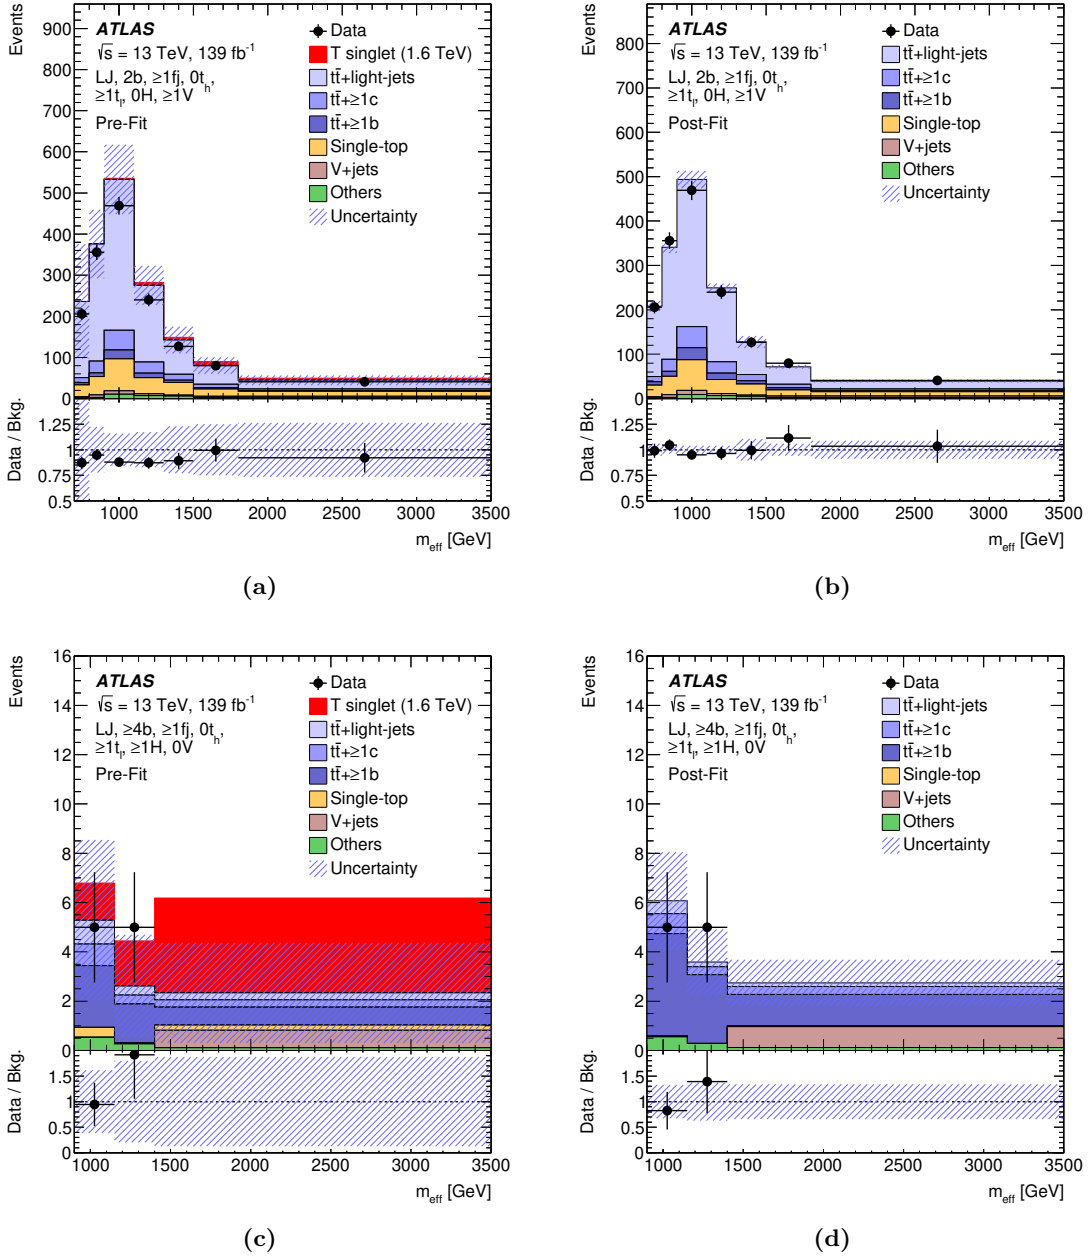 Events
900
800
700
600
500
400
300
200
100
0
ATLAS
√s = 13 TeV, 139 fb⁻¹
LJ, 2b, ≥1fj, 0t_h,
≥1t_l, 0H, ≥1V
Pre-Fit
Data
T singlet (1.6 TeV)
tt̄+light-jets
tt̄+≥1c
tt̄+≥1b
Single-top
V+jets
Others
Uncertainty
Data / Bkg.
1.25
1
0.75
0.5
1000 1500 2000 2500 3000 3500
m_eff [GeV]
(a)
Events
800
700
600
500
400
300
200
100
0
ATLAS
√s = 13 TeV, 139 fb⁻¹
LJ, 2b, ≥1fj, 0t_h,
≥1t_l, 0H, ≥1V
Post-Fit
Data
tt̄+light-jets
tt̄+≥1c
tt̄+≥1b
Single-top
V+jets
Others
Uncertainty
Data / Bkg.
1.25
1
0.75
0.5
1000 1500 2000 2500 3000 3500
m_eff [GeV]
(b)
Events
16
14
12
10
8
6
4
2
0
ATLAS
√s = 13 TeV, 139 fb⁻¹
LJ, ≥4b, ≥1fj, 0t_h,
≥1t_l, ≥1H, 0V
Pre-Fit
Data
T singlet (1.6 TeV)
tt̄+light-jets
tt̄+≥1c
tt̄+≥1b
Single-top
V+jets
Others
Uncertainty
Data / Bkg.
1.5
1
0.5
0
1000 1500 2000 2500 3000 3500
m_eff [GeV]
(c)
Events
16
14
12
10
8
6
4
2
0
ATLAS
√s = 13 TeV, 139 fb⁻¹
LJ, ≥4b, ≥1fj, 0t_h,
≥1t_l, ≥1H, 0V
Post-Fit
Data
tt̄+light-jets
tt̄+≥1c
tt̄+≥1b
Single-top
V+jets
Others
Uncertainty
Data / Bkg.
1.5
1
0.5
0
1000 1500 2000 2500 3000 3500
m_eff [GeV]
(d)